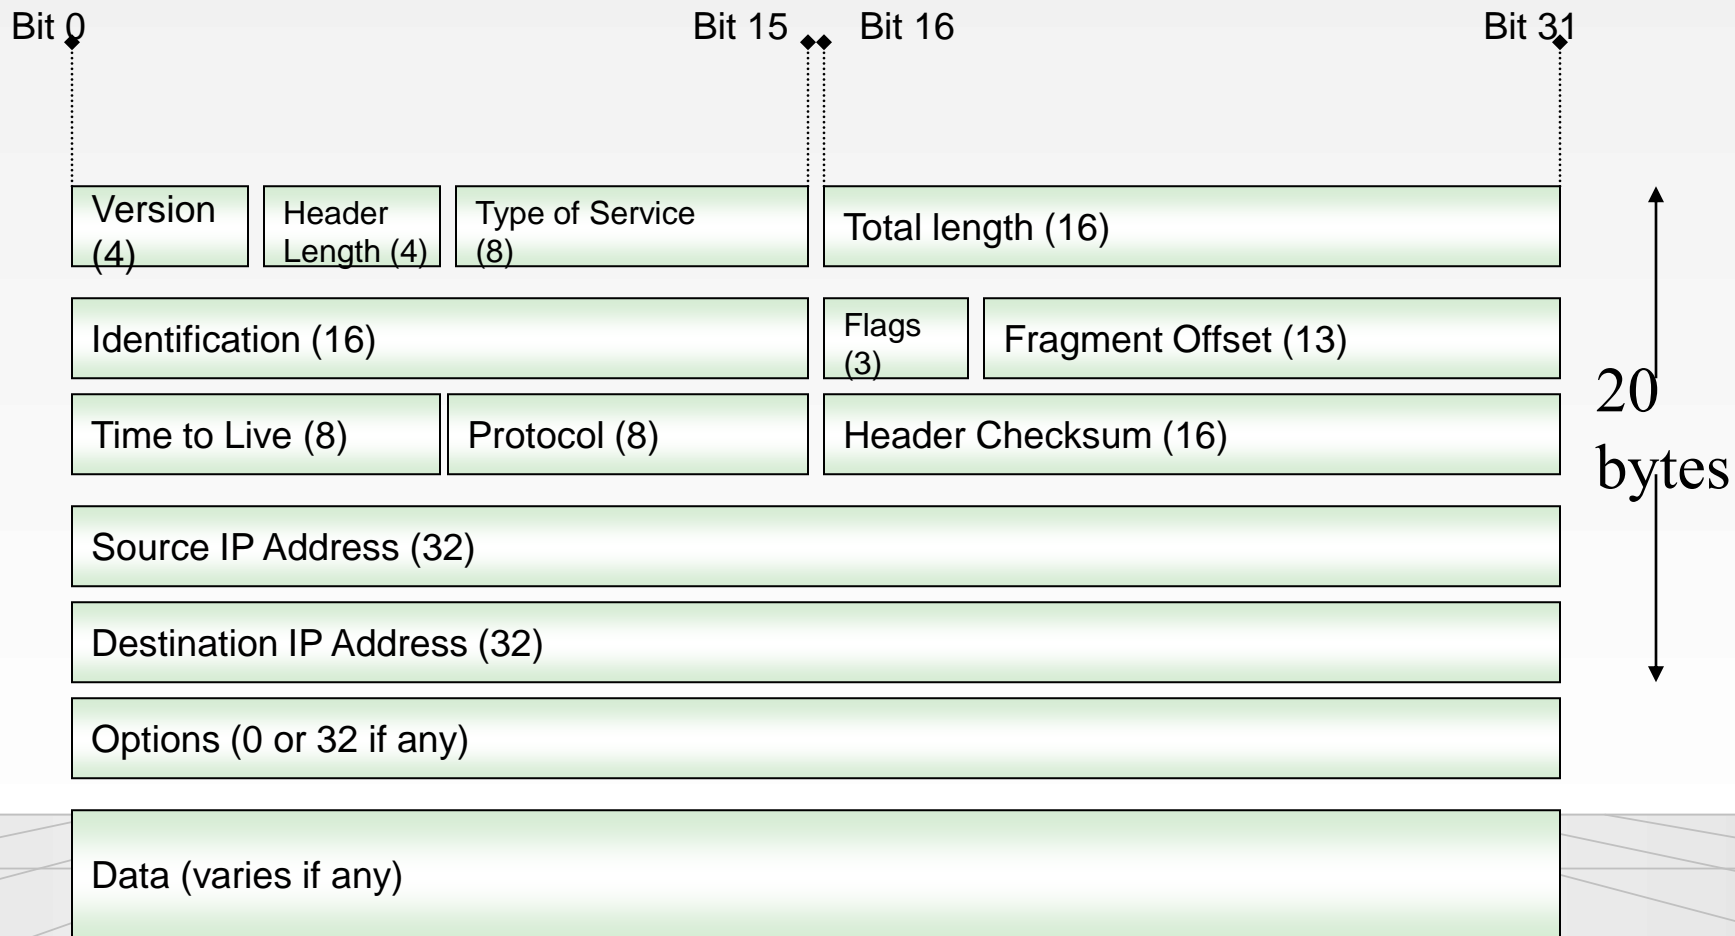 Bit 0
Bit 15
Bit 16
Bit 31
Version
(4)
Header
Length (4)
Type of Service
(8)
Total length (16)
Identification (16)
Flags
(3)
Fragment Offset (13)
20
bytes
Time to Live (8)
Protocol (8)
Header Checksum (16)
Source IP Address (32)
Destination IP Address (32)
Options (0 or 32 if any)
Data (varies if any)